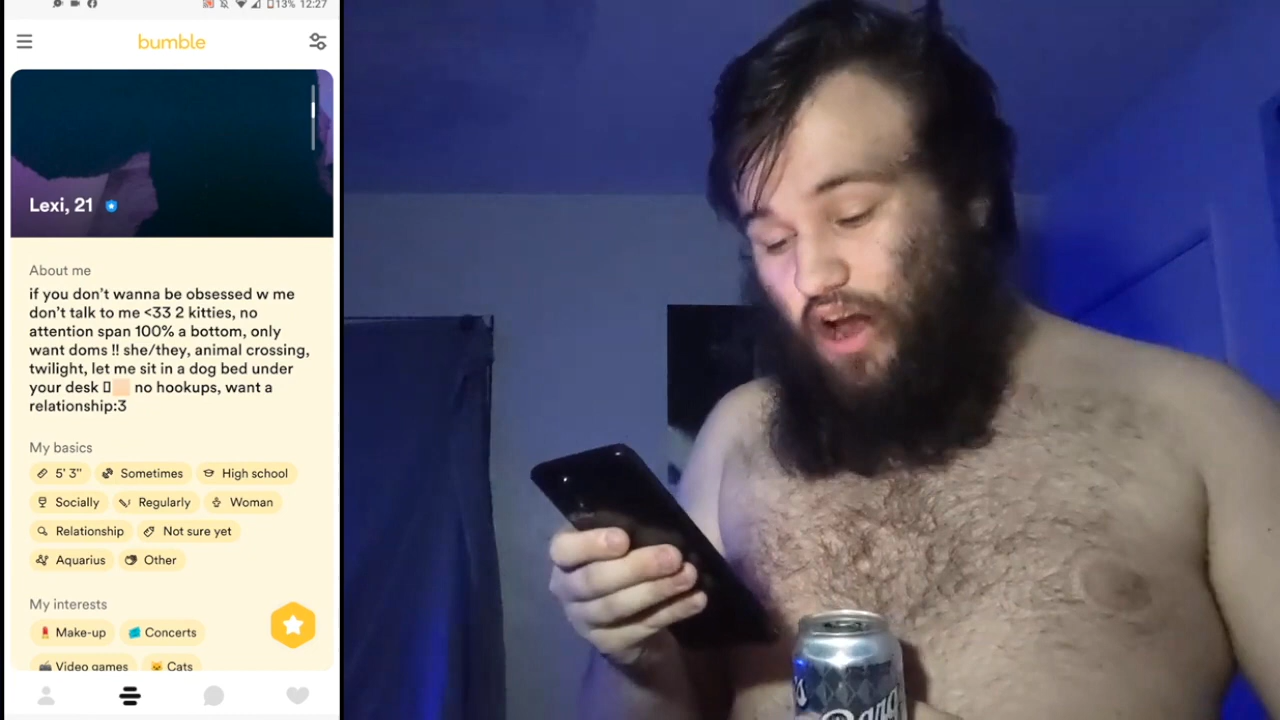 13% 12:27
bumble
Lexi, 21
About me
if you don't wanna be obsessed w me
don't talk to me <33 2 kitties, no
attention span 100% a bottom, only
want doms !! she/they, animal crossing,
twilight, let me sit in a dog bed under
your desk no hookups, want a
relationship:3
My basics
5' 3" Sometimes High school
Socially Regularly Woman
Relationship Not sure yet
Aquarius Other
My interests
Make-up Concerts
Video games Cats